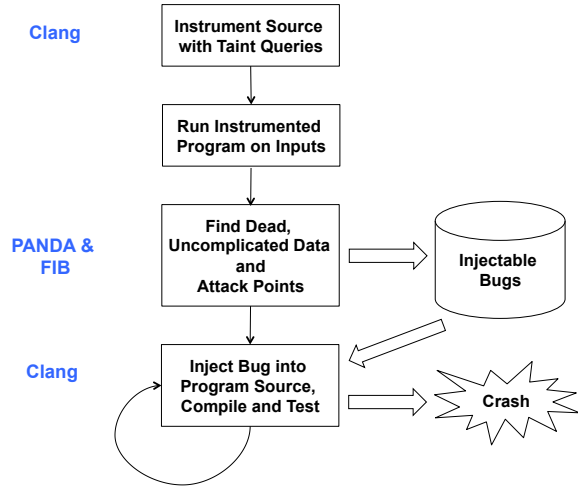 Clang
Instrument Source
with Taint Queries
Run Instrumented
Program on Inputs
PANDA &
FIB
Find Dead,
Uncomplicated Data
and
Attack Points
Injectable
Bugs
Clang
Inject Bug into
Program Source,
Compile and Test
Crash